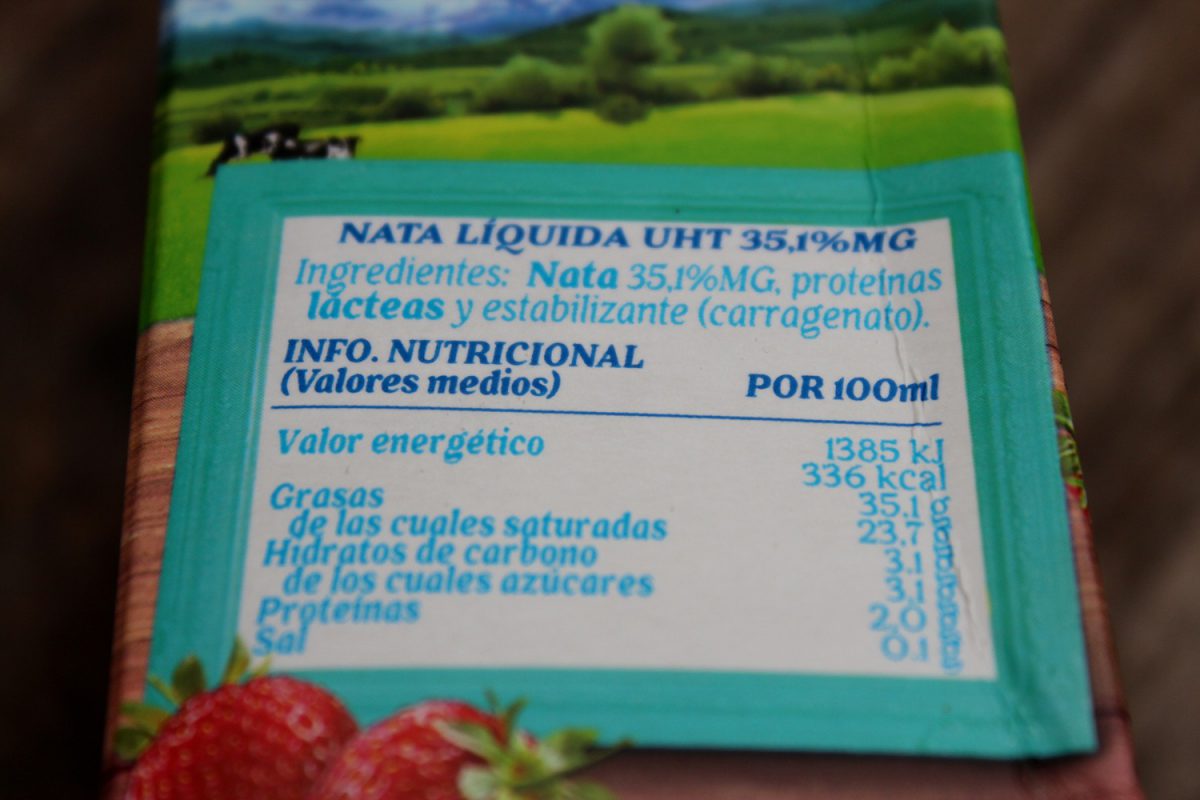 NATA LÍQUIDA UHT 35,1%MG
Ingredientes: Nata 35,1%MG, proteínas
lácteas y estabilizante (carragenato).
INFO. NUTRICIONAL
(Valores medios) POR 100ml
Valor energético 1385 kJ
336 kcal
Grasas 35,1 g
de las cuales saturadas 23,7 g
Hidratos de carbono 3,1 g
de los cuales azúcares 3,1 g
Proteínas 2,0 g
Sal 0,1 g